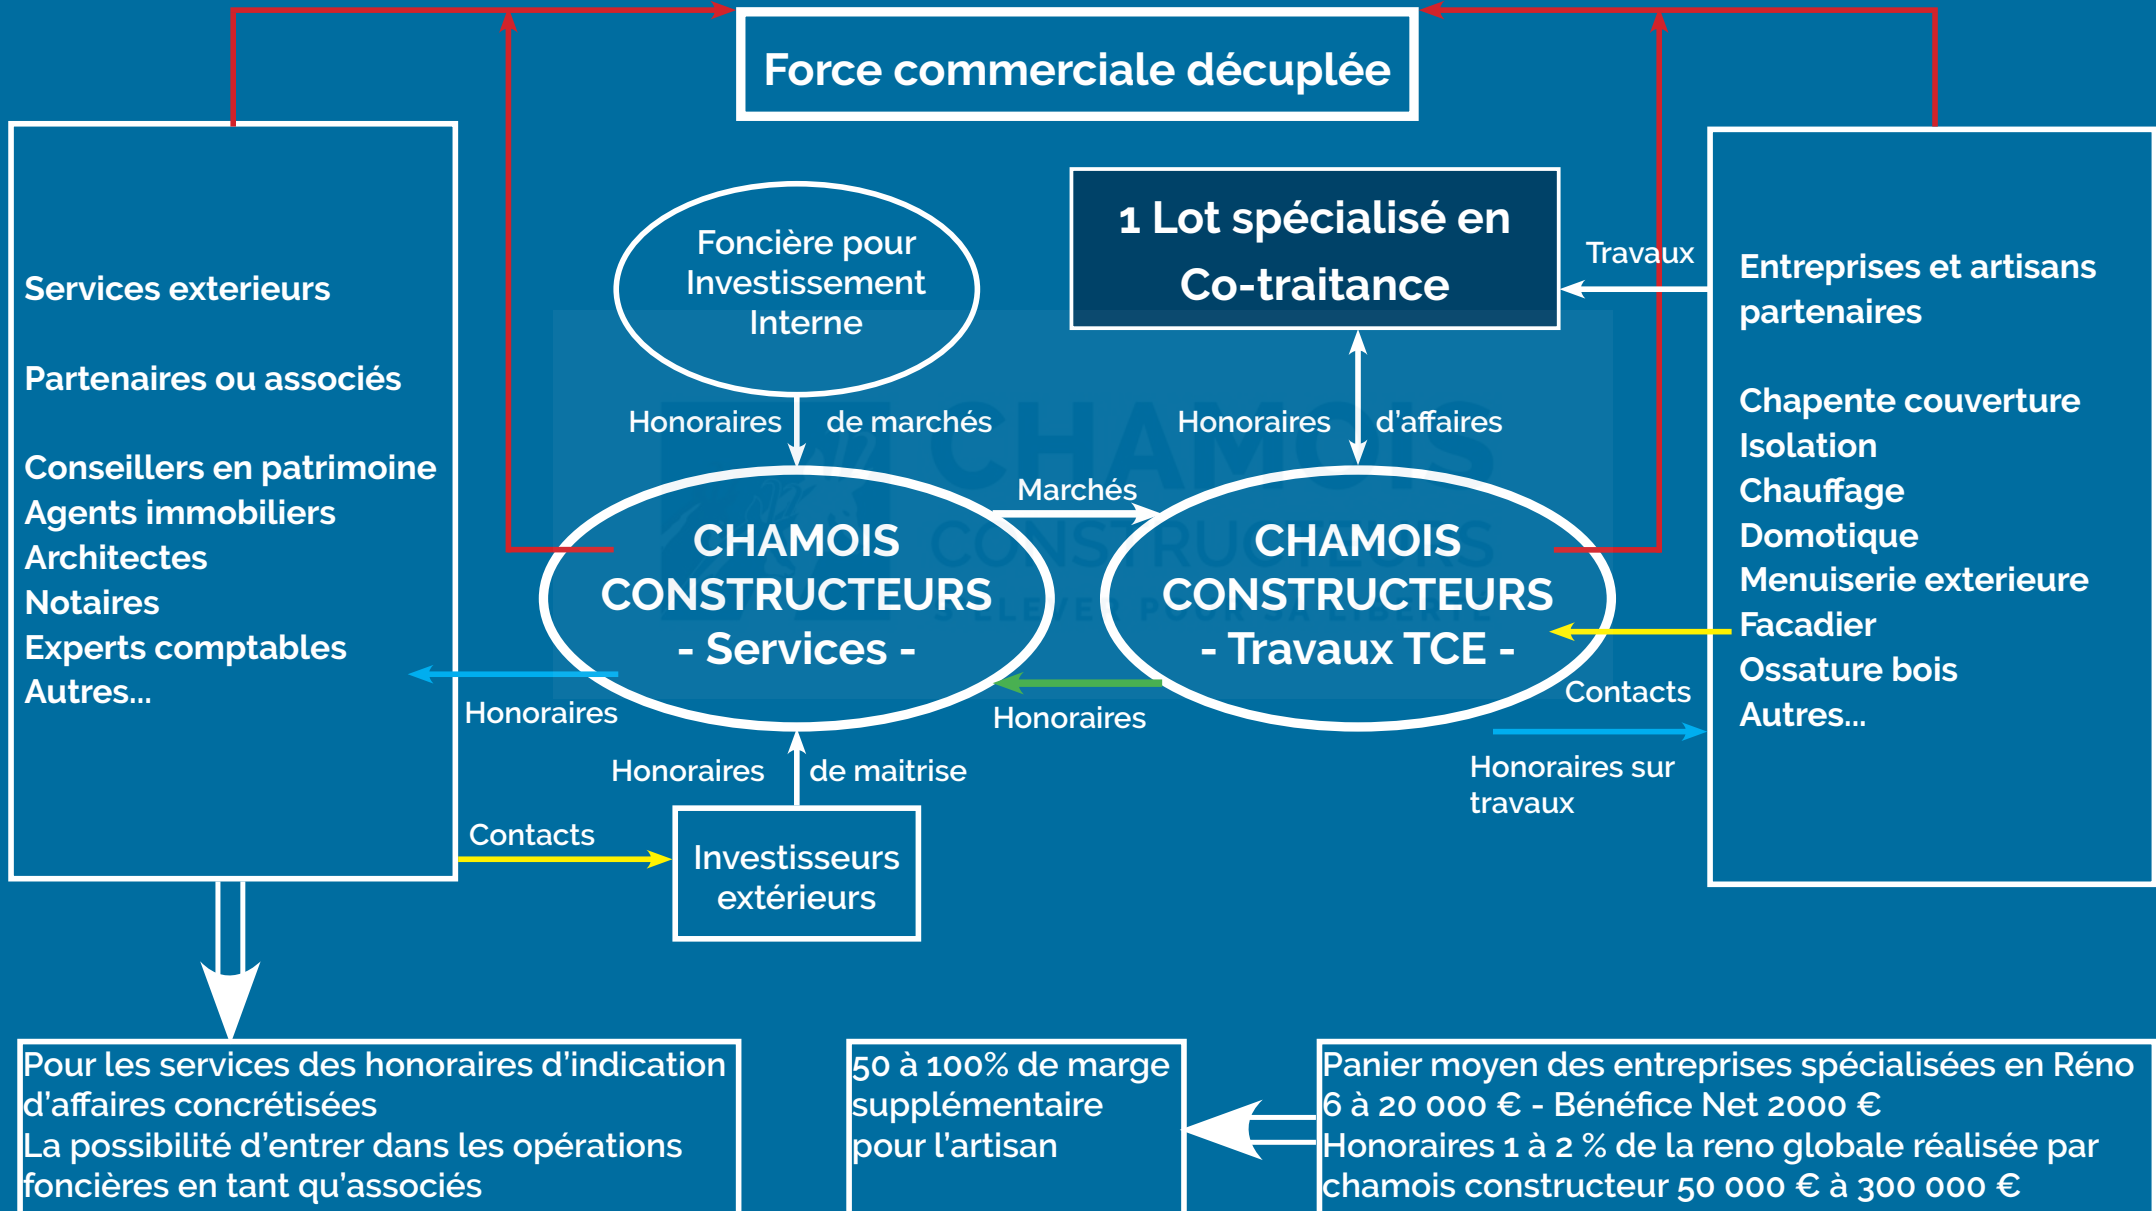 Force commerciale décuplée
Services exterieurs
Partenaires ou associés
Conseillers en patrimoine
Agents immobiliers
Architectes
Notaires
Experts comptables
Autres...
Foncière pour
Investissement
Interne
Honoraires de marchés
1 Lot spécialisé en
Co-traitance
Honoraires d'affaires
Travaux
Entreprises et artisans
partenaires
Chapente couverture
Isolation
Chauffage
Domotique
Menuiserie exterieure
Facadier
Ossature bois
Autres...
CHAMOIS
CONSTRUCTEURS
S'ELEVER POUR SA LIBERTÉ
CHAMOIS
CONSTRUCTEURS
- Services -
Marchés
CHAMOIS
CONSTRUCTEURS
- Travaux TCE -
Honoraires
Honoraires
Contacts
Honoraires sur
travaux
Honoraires de maitrise
Contacts
Investisseurs
extérieurs
Pour les services des honoraires d'indication
d'affaires concrétisées
La possibilité d'entrer dans les opérations
foncières en tant qu'associés
50 à 100% de marge
supplémentaire
pour l'artisan
Panier moyen des entreprises spécialisées en Réno
6 à 20 000 € - Bénéfice Net 2000 €
Honoraires 1 à 2 % de la reno globale réalisée par
chamois constructeur 50 000 € à 300 000 €